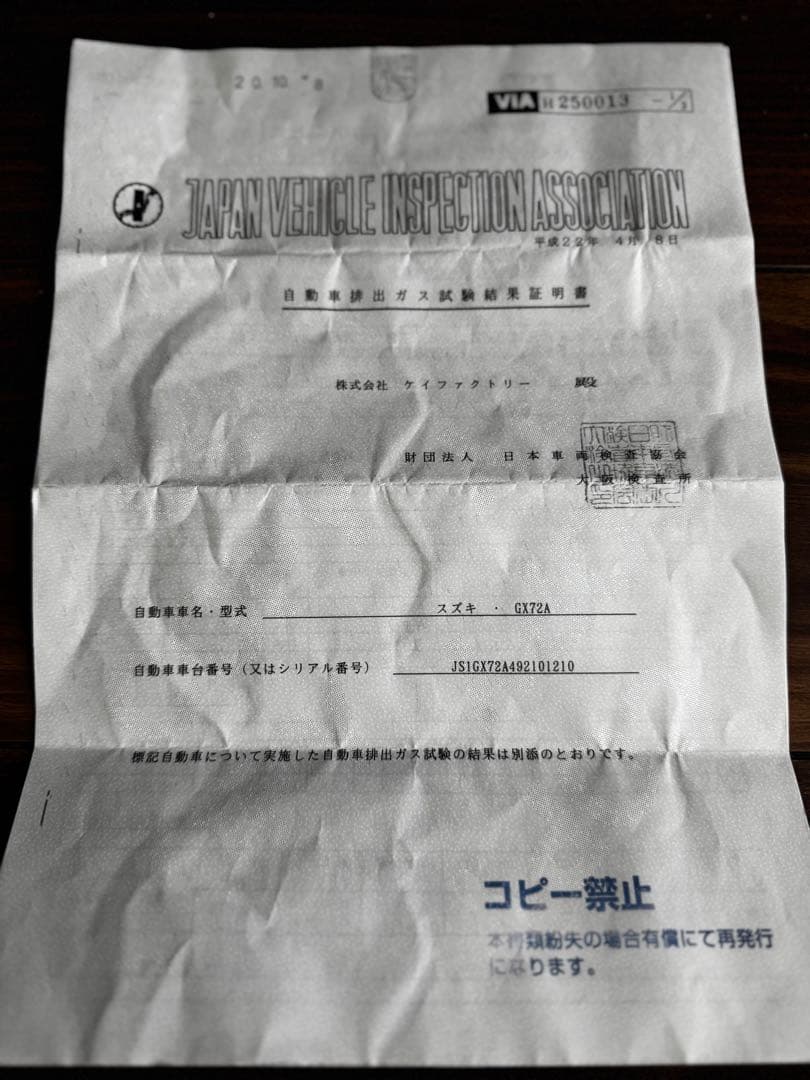 20.10.-8
VIA H 250013 -1/3
JAPAN VEHICLE INSPECTION ASSOCIATION
平成22年 4月 8日
自動車排出ガス試験結果証明書
株式会社 ケイファクトリー 殿
財団法人 日本車両検査協会
大阪検査所
自動車車名・型式 スズキ ・ GX72A
自動車車台番号(又はシリアル番号) JS1GX72A492101210
標記自動車について実施した自動車排出ガス試験の結果は別添のとおりです。
コピー禁止
本書類紛失の場合有償にて再発行
になります。